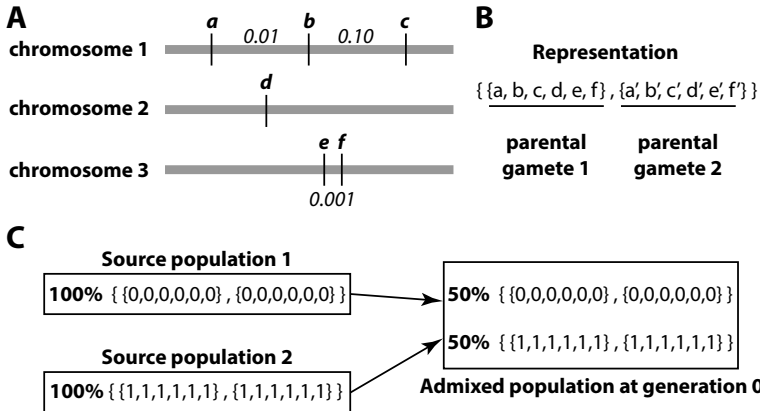 A
a b c
chromosome 1 0.01 0.10
d
chromosome 2
e f
chromosome 3
0.001
B
Representation
{ {a, b, c, d, e, f} , {a', b', c', d', e', f'} }
parental parental
gamete 1 gamete 2
C
Source population 1
100% { {0,0,0,0,0,0} , {0,0,0,0,0,0} }
Source population 2
100% { {1,1,1,1,1,1} , {1,1,1,1,1,1} }
50% { {0,0,0,0,0,0} , {0,0,0,0,0,0} }
50% { {1,1,1,1,1,1} , {1,1,1,1,1,1} }
Admixed population at generation 0